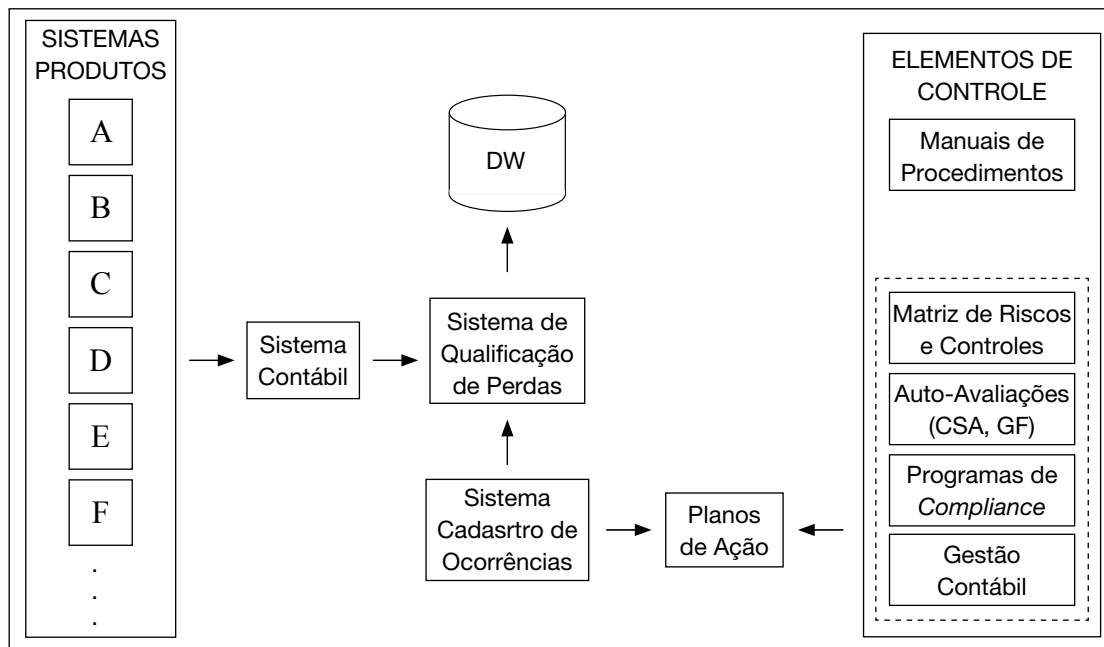 SISTEMAS
PRODUTOS
A
B
C
D
E
F
.
.
.
Sistema
Contábil
DW
Sistema de
Qualificação
de Perdas
Sistema
Cadasrtro de
Ocorrências
Planos
de Ação
ELEMENTOS DE
CONTROLE
Manuais de
Procedimentos
Matriz de Riscos
e Controles
Auto-Avaliações
(CSA, GF)
Programas de
Compliance
Gestão
Contábil